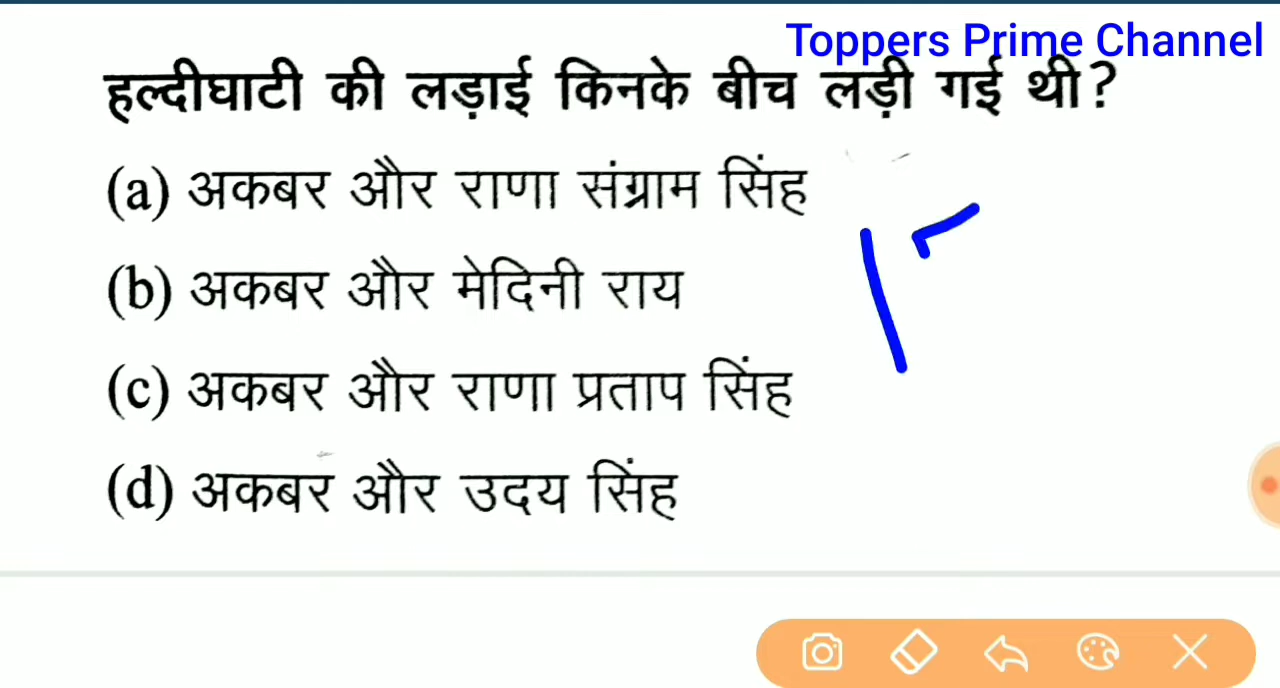 Toppers Prime Channel
हल्दीघाटी की लड़ाई किनके बीच लड़ी गई थी?
(a) अकबर और राणा संग्राम सिंह
(b) अकबर और मेदिनी राय
(c) अकबर और राणा प्रताप सिंह
(d) अकबर और उदय सिंह